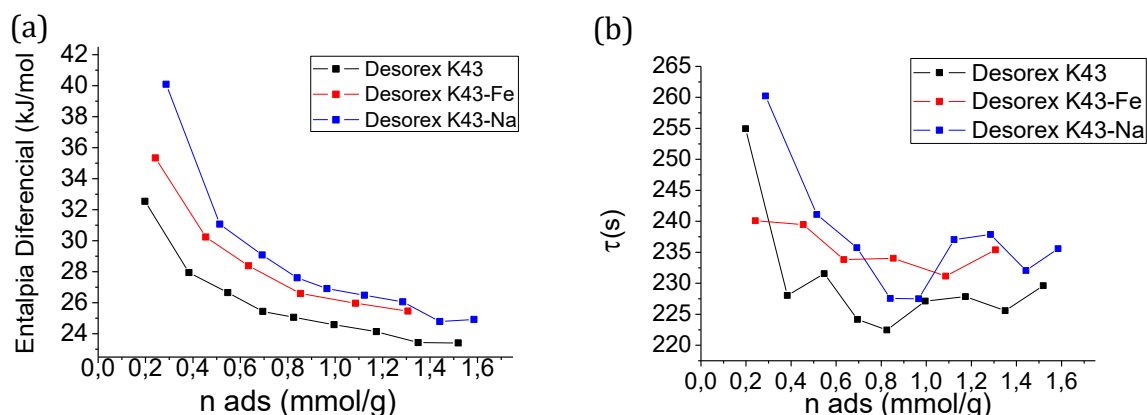 (a)
Entalpia Diferencial (kJ/mol)
42
40
38
36
34
32
30
28
26
24
0,0 0,2 0,4 0,6 0,8 1,0 1,2 1,4 1,6
n ads (mmol/g)
Desorex K43
Desorex K43-Fe
Desorex K43-Na
(b)
τ(s)
265
260
255
250
245
240
235
230
225
220
0,0 0,2 0,4 0,6 0,8 1,0 1,2 1,4 1,6
n ads (mmol/g)
Desorex K43
Desorex K43-Fe
Desorex K43-Na